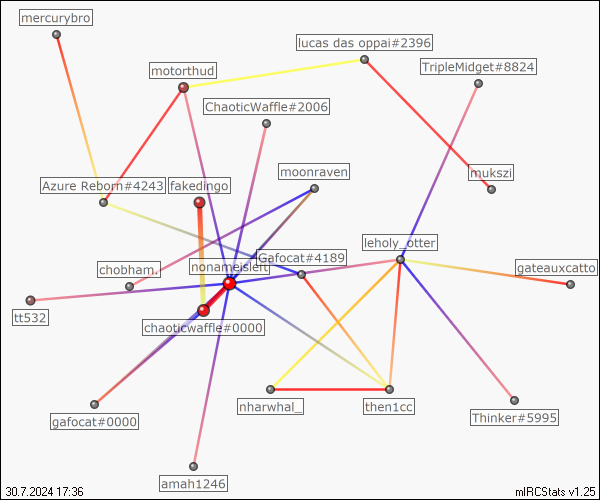 mercurybro
lucas das oppai#2396
motorthud
TripleMidget#8824
ChaoticWaffle#2006
moonraven
mukszi
Azure Reborn#4243
fakedingo
leholy_otter
Gafocat#4189
chobham.
nonameisleft
gateauxcatto
tt532
chaoticwaffle#0000
nharwhal_
then1cc
gafocat#0000
Thinker#5995
amah1246
30.7.2024 17:36
mIRCStats v1.25